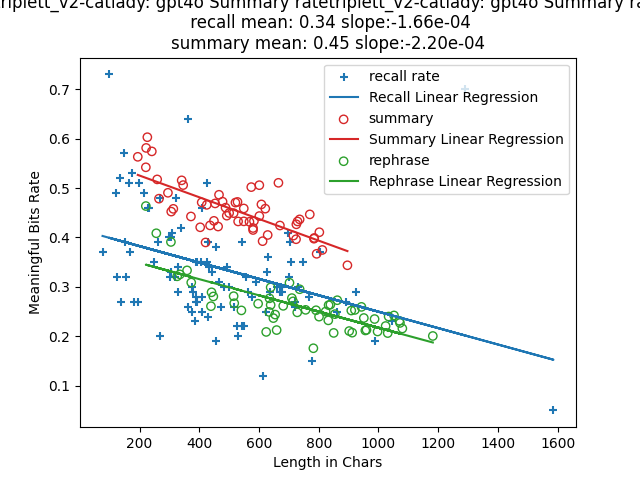 triplett_v2-catlady: gpt4o Summary ratetriplett_v2-catlady: gpt4o Summary ra
recall mean: 0.34 slope:-1.66e-04
summary mean: 0.45 slope:-2.20e-04
recall rate
Recall Linear Regression
summary
Summary Linear Regression
rephrase
Rephrase Linear Regression
Meaningful Bits Rate
0.7
0.6
0.5
0.4
0.3
0.2
0.1
200 400 600 800 1000 1200 1400 1600
Length in Chars